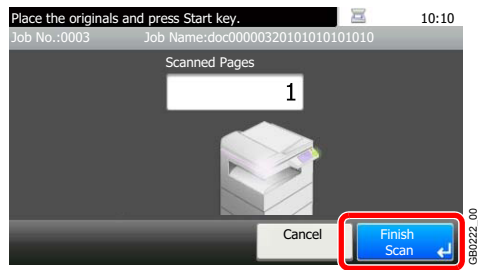 Place the originals and press Start key.
10:10
Job No.:0003
Job Name:doc00000320101010101010
Scanned Pages
1
Cancel
Finish
Scan
GB0222_00